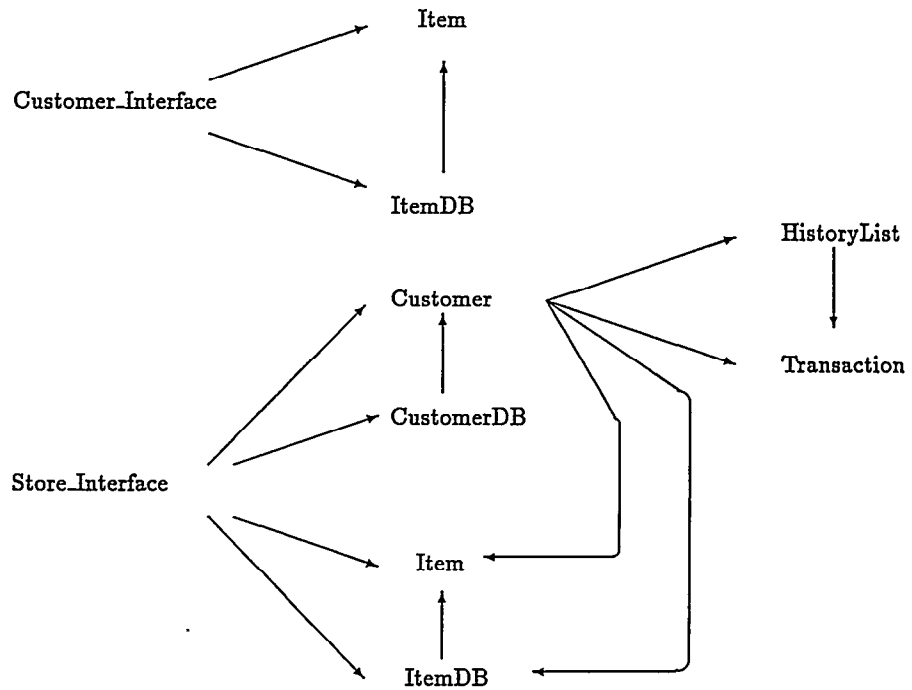 Item
Customer_Interface
ItemDB
HistoryList
Customer
Transaction
CustomerDB
Store_Interface
Item
ItemDB